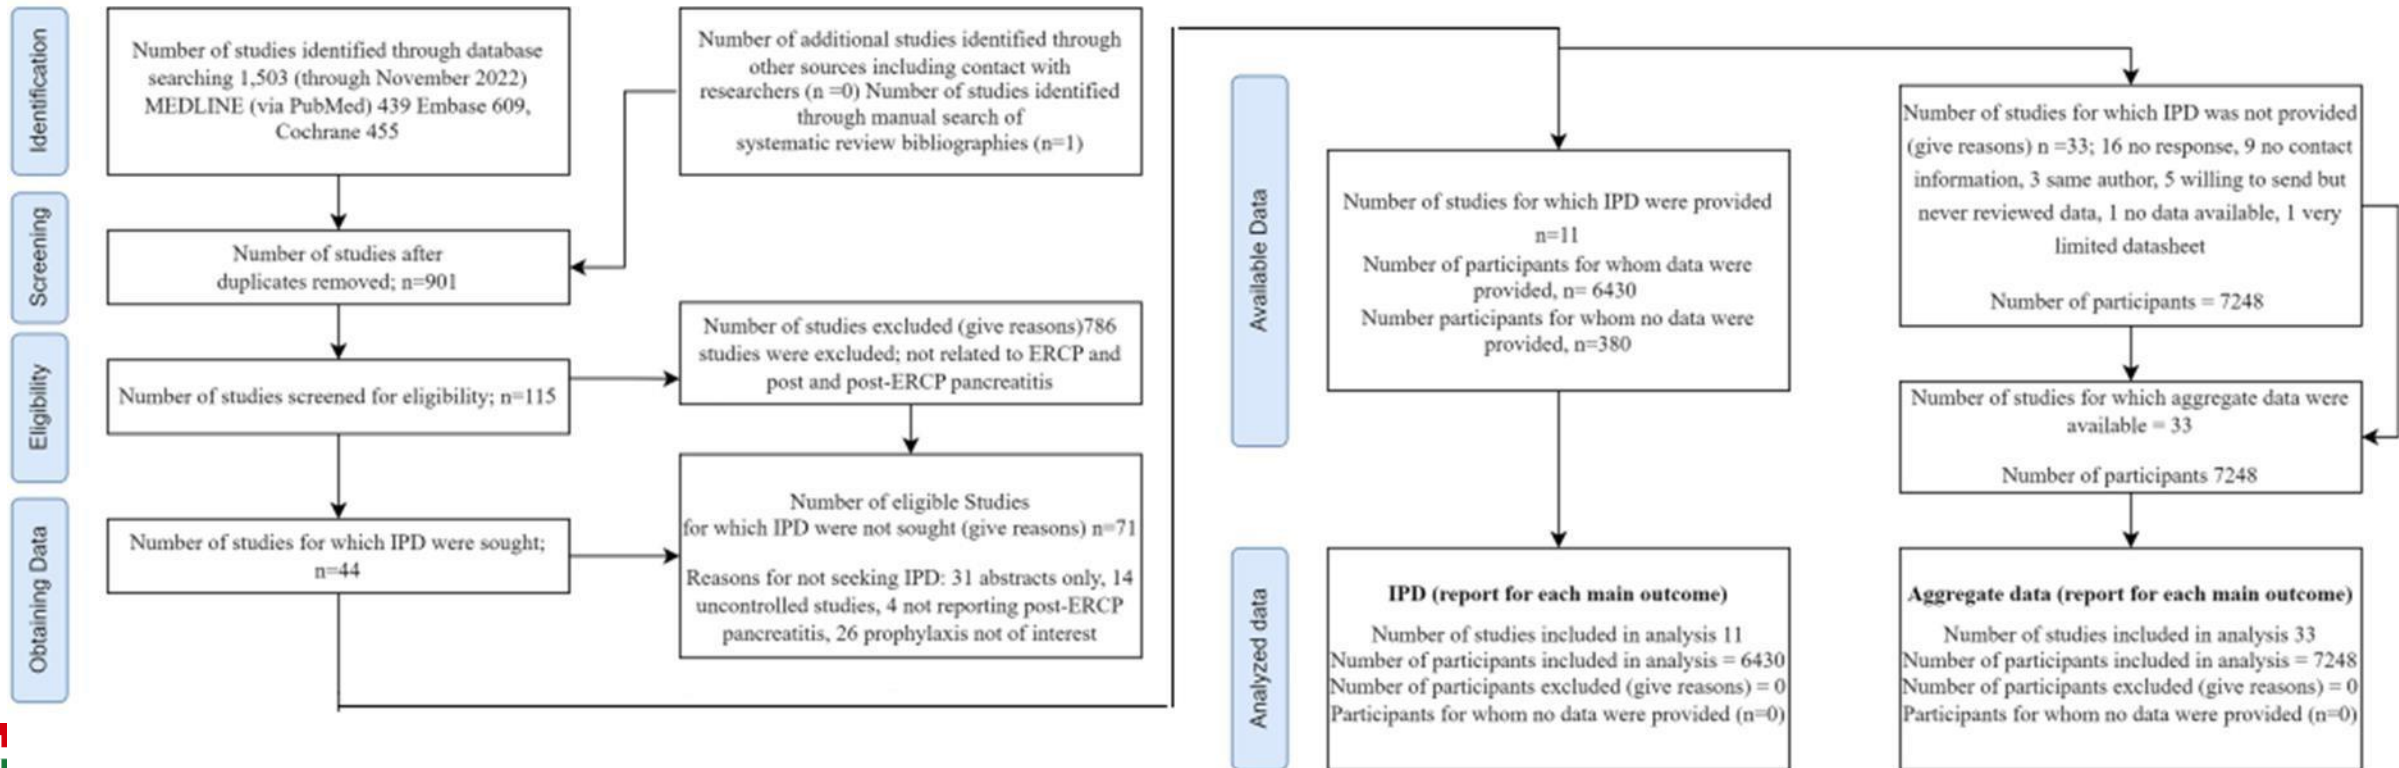 Identification
Number of studies identified through database
searching 1,503 (through November 2022)
MEDLINE (via PubMed) 439 Embase 609,
Cochrane 455
Number of additional studies identified through
other sources including contact with
researchers (n =0) Number of studies identified
through manual search of
systematic review bibliographies (n=1)
Screening
Number of studies after
duplicates removed; n=901
Eligibility
Number of studies screened for eligibility; n=115
Number of studies excluded (give reasons)786
studies were excluded; not related to ERCP and
post and post-ERCP pancreatitis
Obtaining Data
Number of studies for which IPD were sought;
n=44
Number of eligible Studies
for which IPD were not sought (give reasons) n=71
Reasons for not seeking IPD: 31 abstracts only, 14
uncontrolled studies, 4 not reporting post-ERCP
pancreatitis, 26 prophylaxis not of interest
Available Data
Number of studies for which IPD were provided
n=11
Number of participants for whom data were
provided, n= 6430
Number participants for whom no data were
provided, n=380
Number of studies for which IPD was not provided
(give reasons) n =33; 16 no response, 9 no contact
information, 3 same author, 5 willing to send but
never reviewed data, 1 no data available, 1 very
limited datasheet
Number of participants = 7248
Number of studies for which aggregate data were
available = 33
Number of participants 7248
Analyzed data
IPD (report for each main outcome)
Number of studies included in analysis 11
Number of participants included in analysis = 6430
Number of participants excluded (give reasons) = 0
Participants for whom no data were provided (n=0)
Aggregate data (report for each main outcome)
Number of studies included in analysis 33
Number of participants included in analysis = 7248
Number of participants excluded (give reasons) = 0
Participants for whom no data were provided (n=0)